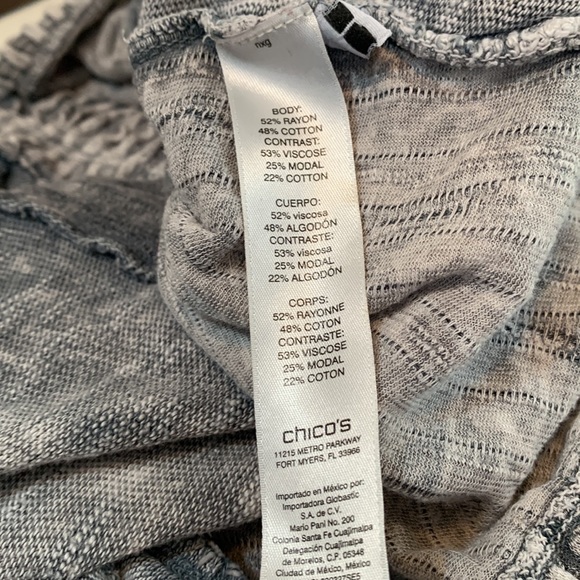 nxg
BODY:
52% RAYON
48% COTTON
CONTRAST:
53% VISCOSE
25% MODAL
22% COTTON
CUERPO:
52% viscosa
48% ALGODÓN
CONTRASTE:
53% viscosa
25% MODAL
22% ALGODÓN
CORPS:
52% RAYONNE
48% COTON
CONTRASTE:
53% VISCOSE
25% MODAL
22% COTON
chico's
11215 METRO PARKWAY
FORT MYERS, FL 33966
Importado en México por:
Importadora Globastic
S.A. de C.V.
Mario Pani No. 200
Colonia Santa Fe Cuajimalpa
Delegación Cuajimalpa
de Morelos, C.P. 05348
Ciudad de México, México